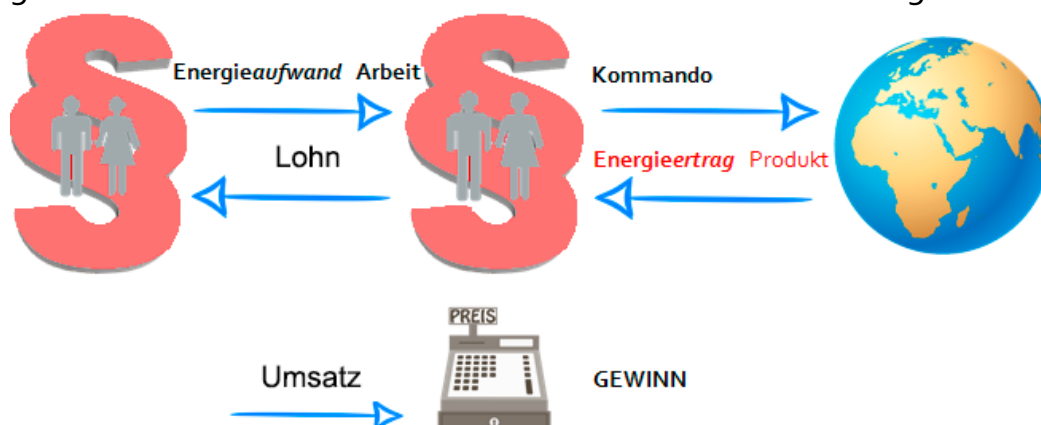 Energieaufwand Arbeit
Kommando
Lohn
Energieertrag Produkt
PREIS
Umsatz
GEWINN